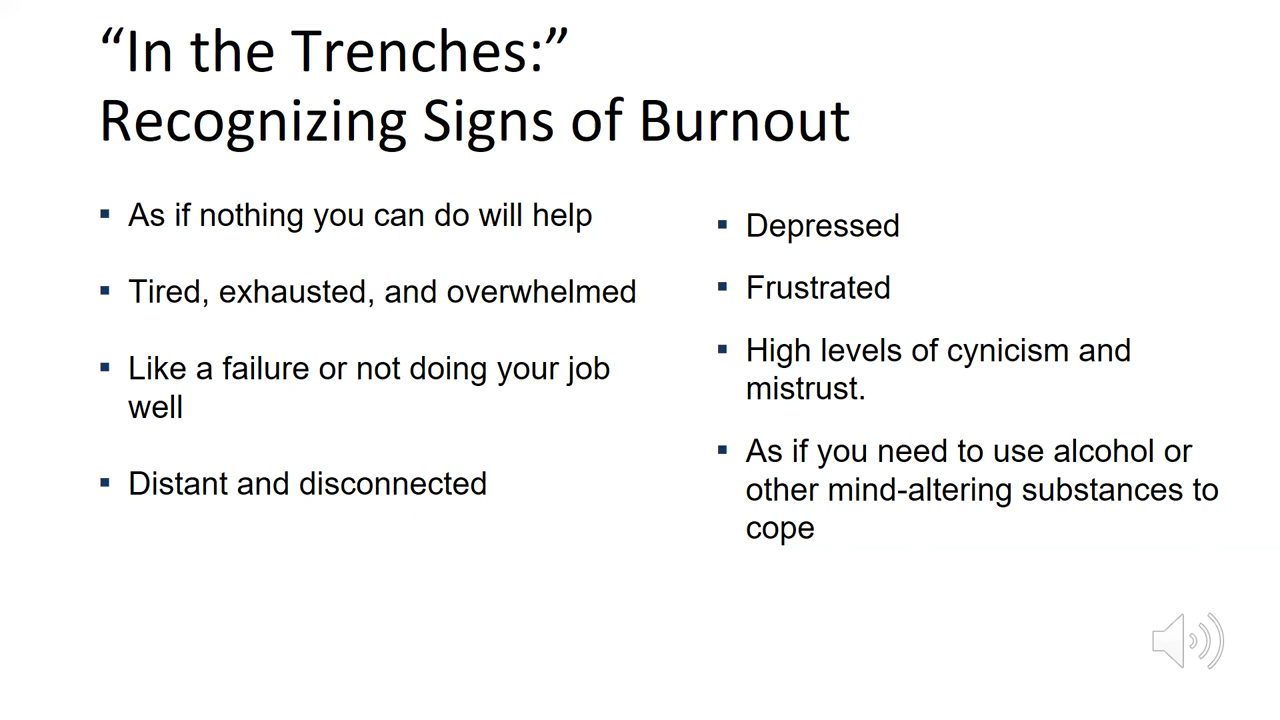 “In the Trenches:”
Recognizing Signs of Burnout
▪ As if nothing you can do will help
▪ Tired, exhausted, and overwhelmed
▪ Like a failure or not doing your job
well
▪ Distant and disconnected
▪ Depressed
▪ Frustrated
▪ High levels of cynicism and
mistrust.
▪ As if you need to use alcohol or
other mind-altering substances to
cope